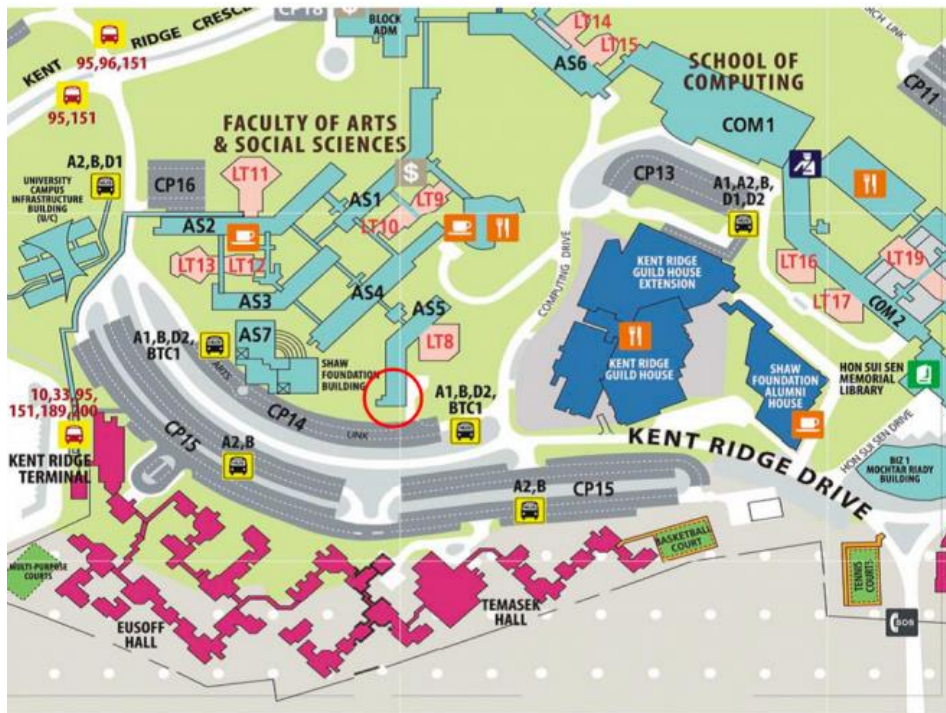 CP18
BLOCK
ADM
LT14
LT15
AS6
KENT RIDGE CRESCE
95,96,151
95,151
SCHOOL OF
COMPUTING
COM1
CP11
FACULTY OF ARTS
& SOCIAL SCIENCES
$
A2,B,D1
UNIVERSITY
CAMPUS
INFRASTRUCTURE
BUILDING
(U/C)
CP16
LT11
AS1
LT9
LT10
AS2
CP13
A1,A2,B,
D1,D2
LT13
LT12
AS3
AS4
AS5
LT8
AS7
SHAW
FOUNDATION
BUILDING
COMPUTING DRIVE
KENT RIDGE
GUILD HOUSE
EXTENSION
KENT RIDGE
GUILD HOUSE
LT16
LT17
LT19
COM 2
A1,B,D2,
BTC1
ARTS
LINK
CP14
A1,B,D2,
BTC1
SHAW
FOUNDATION
ALUMNI
HOUSE
HON SUI SEN
MEMORIAL
LIBRARY
HON SUI SEN DRIVE
10,33,95,
151,189,200
KENT RIDGE
TERMINAL
CP15
A2,B
A2,B
CP15
KENT RIDGE DRIVE
BIZ 1
MOCHTAR RIADY
BUILDING
MULTI-PURPOSE
COURTS
EUSOFF
HALL
TEMASEK
HALL
BASKETBALL
COURT
TENNIS
COURTS
SOS